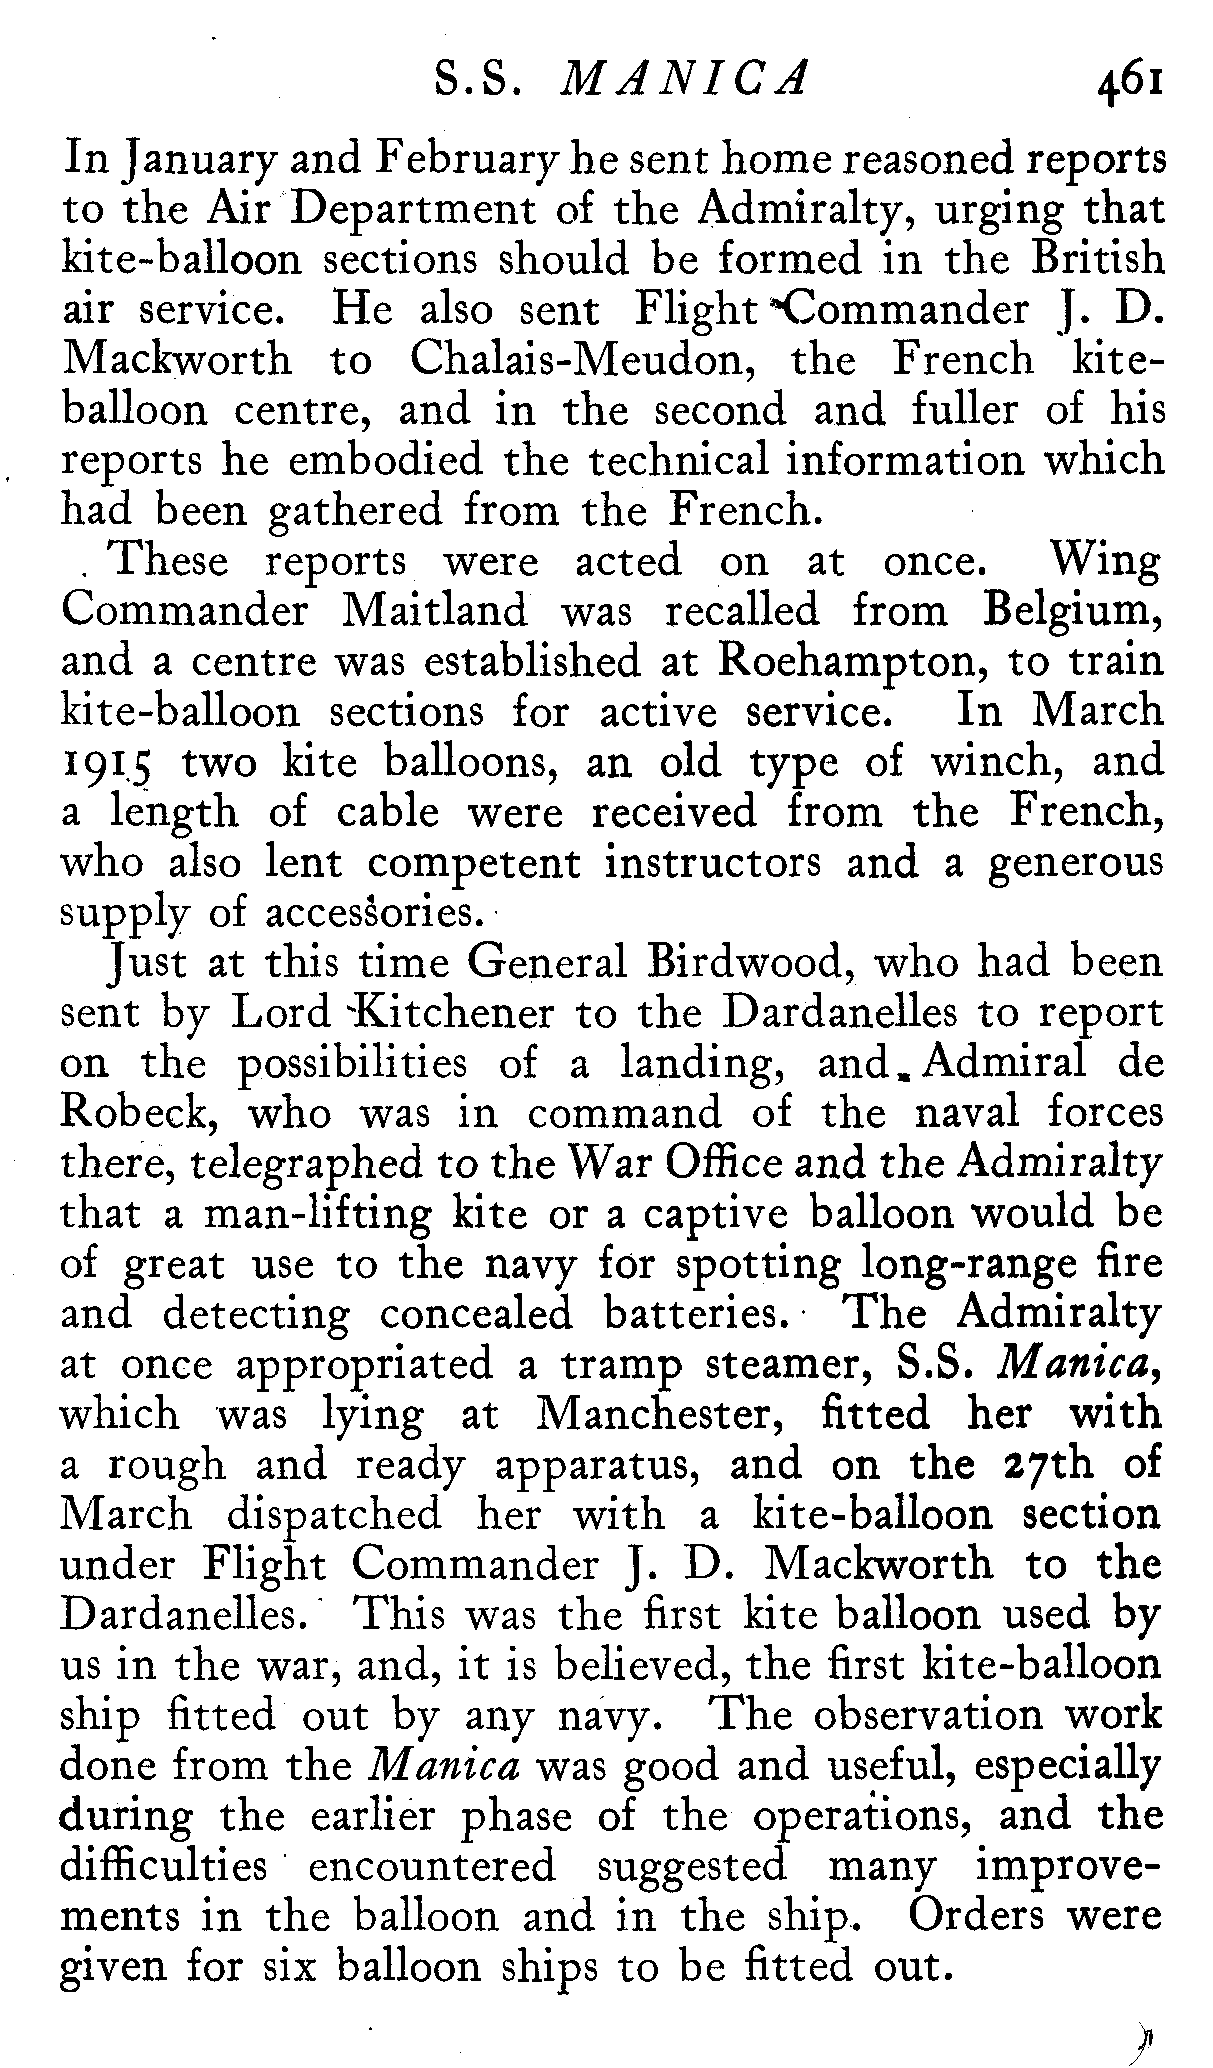 S.S. MANICA 461
In January and February he sent home reasoned reports
to the Air Department of the Admiralty, urging that
kite-balloon sections should be formed in the British
air service. He also sent Flight Commander J. D.
Mackworth to Chalais-Meudon, the French kite-
balloon centre, and in the second and fuller of his
reports he embodied the technical information which
had been gathered from the French.
These reports were acted on at once. Wing
Commander Maitland was recalled from Belgium,
and a centre was established at Roehampton, to train
kite-balloon sections for active service. In March
1915 two kite balloons, an old type of winch, and
a length of cable were received from the French,
who also lent competent instructors and a generous
supply of accessories.
Just at this time General Birdwood, who had been
sent by Lord Kitchener to the Dardanelles to report
on the possibilities of a landing, and Admiral de
Robeck, who was in command of the naval forces
there, telegraphed to the War Office and the Admiralty
that a man-lifting kite or a captive balloon would be
of great use to the navy for spotting long-range fire
and detecting concealed batteries. The Admiralty
at once appropriated a tramp steamer, S.S. Manica,
which was lying at Manchester, fitted her with
a rough and ready apparatus, and on the 27th of
March dispatched her with a kite-balloon section
under Flight Commander J. D. Mackworth to the
Dardanelles. This was the first kite balloon used by
us in the war, and, it is believed, the first kite-balloon
ship fitted out by any navy. The observation work
done from the Manica was good and useful, especially
during the earlier phase of the operations, and the
difficulties encountered suggested many improve-
ments in the balloon and in the ship. Orders were
given for six balloon ships to be fitted out.